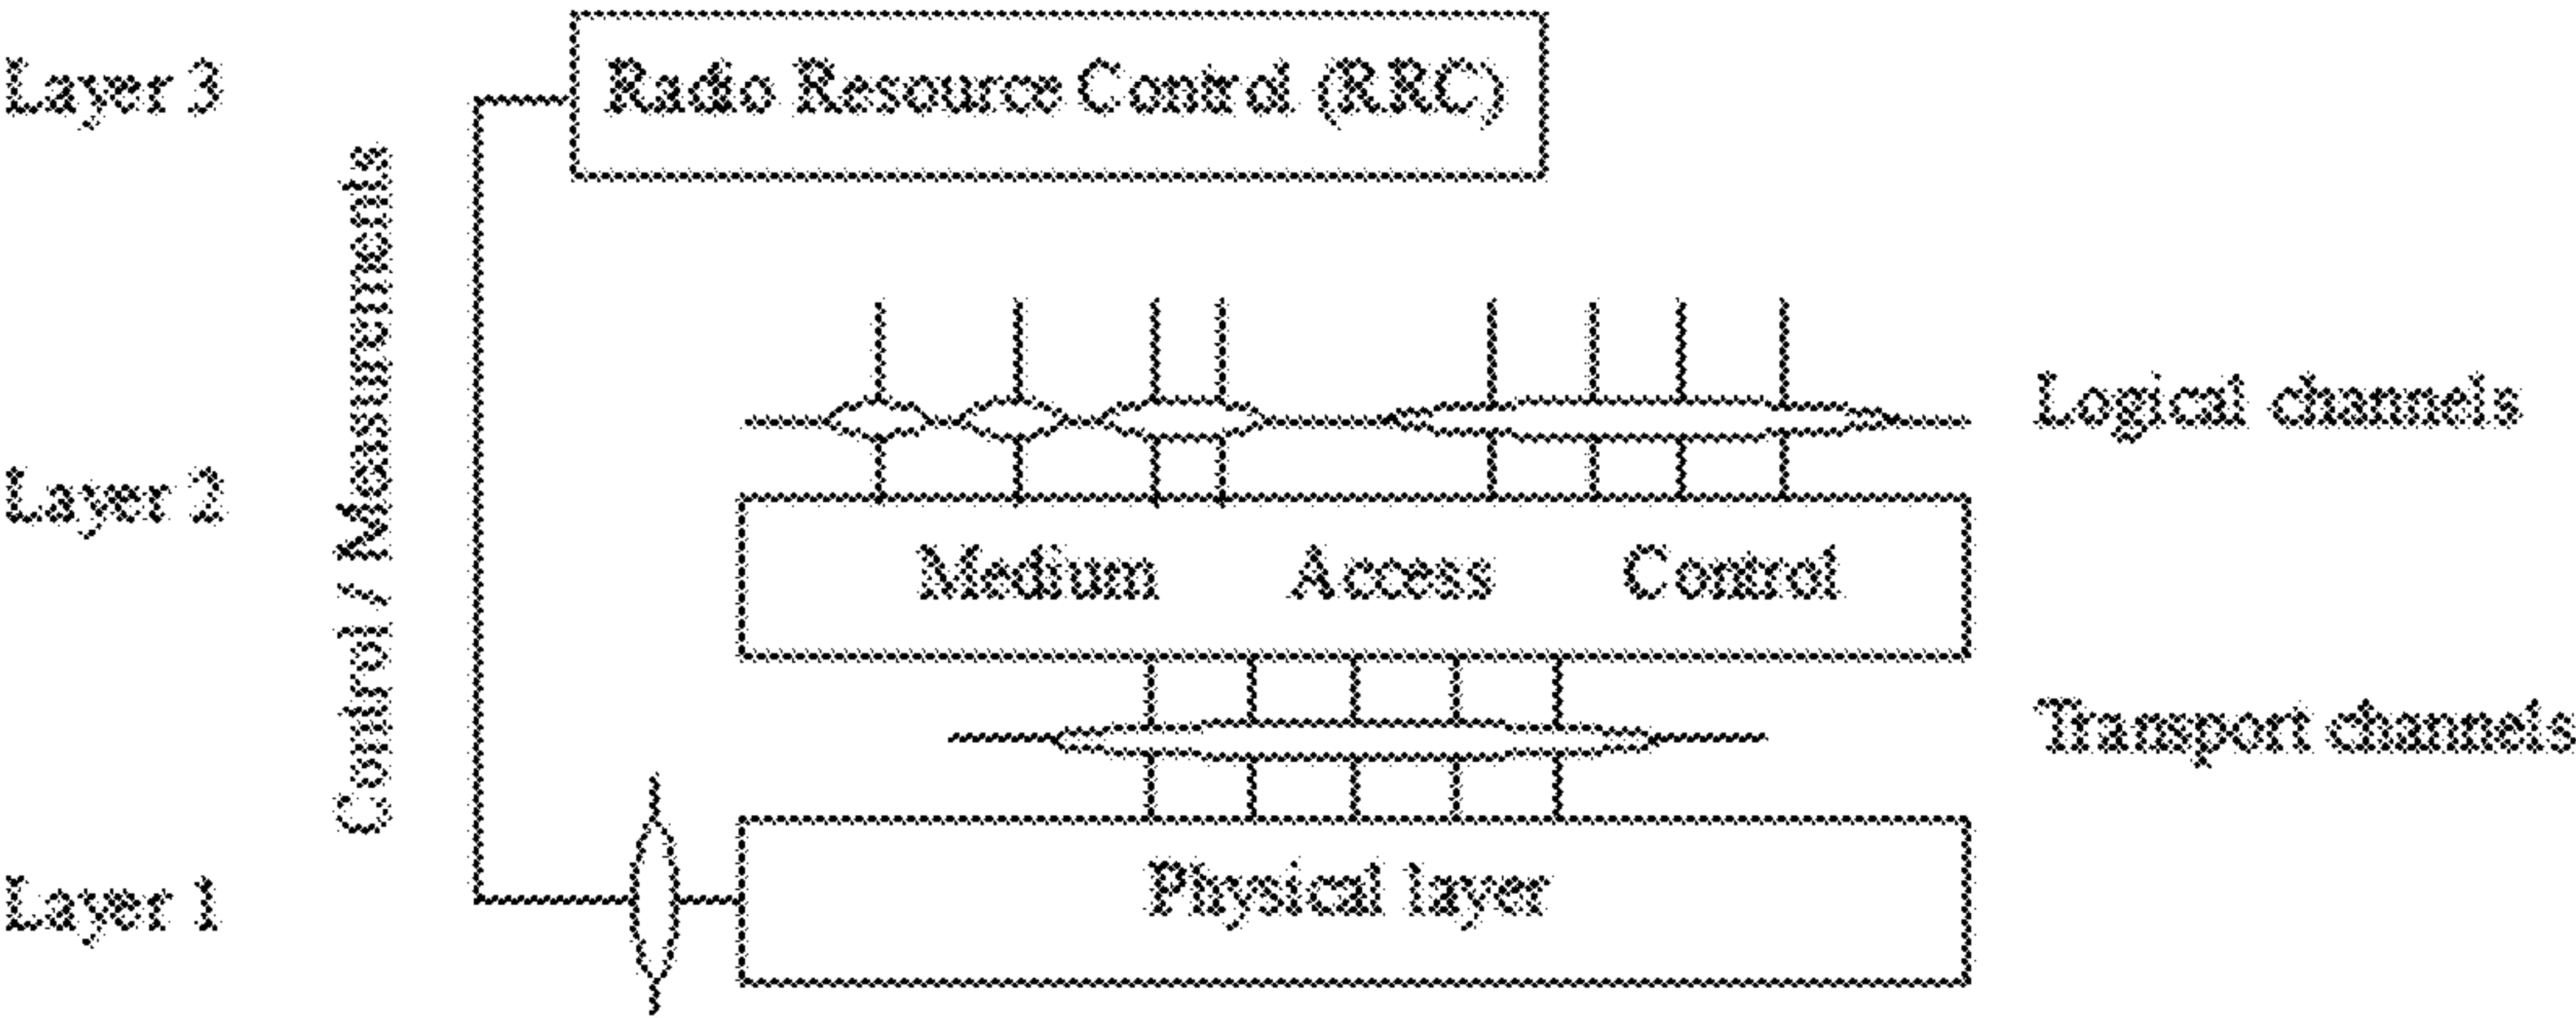 Layer 3
Radio Resource Control (RRC)
Control / Measurements
Logical channels
Layer 2
Medium Access Control
Transport channels
Layer 1
Physical layer